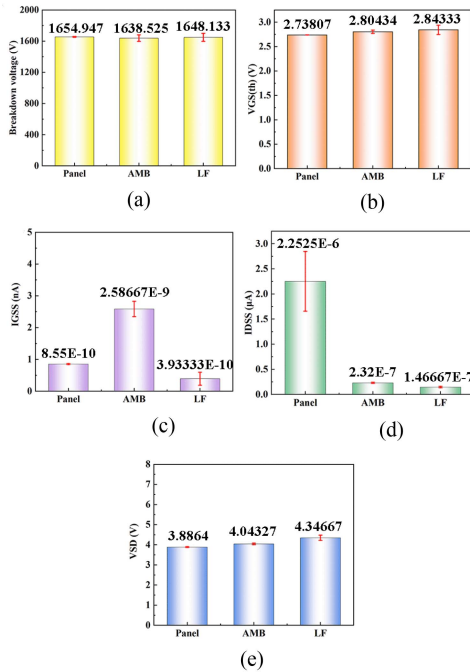 2000
1600
1200
800
400
0
Breakdown voltage (V)
1654.947
1638.525
1648.133
Panel
AMB
LF
(a)
3.0
2.5
2.0
1.5
1.0
0.5
0.0
VGS(th) (V)
2.73807
2.80434
2.84333
Panel
AMB
LF
(b)
5
4
3
2
1
0
IGSS (nA)
8.55E-10
2.58667E-9
3.93333E-10
Panel
AMB
LF
(c)
3.0
2.5
2.0
1.5
1.0
0.5
0.0
IDSS (μA)
2.2525E-6
2.32E-7
1.46667E-7
Panel
AMB
LF
(d)
8
7
6
5
4
3
2
1
0
VSD (V)
3.8864
4.04327
4.34667
Panel
AMB
LF
(e)